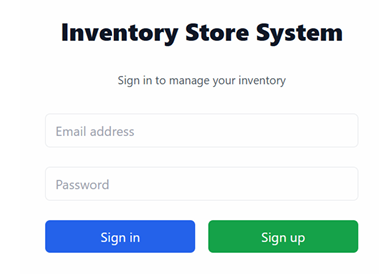 Inventory Store System
Sign in to manage your inventory
Email address
Password
Sign in
Sign up